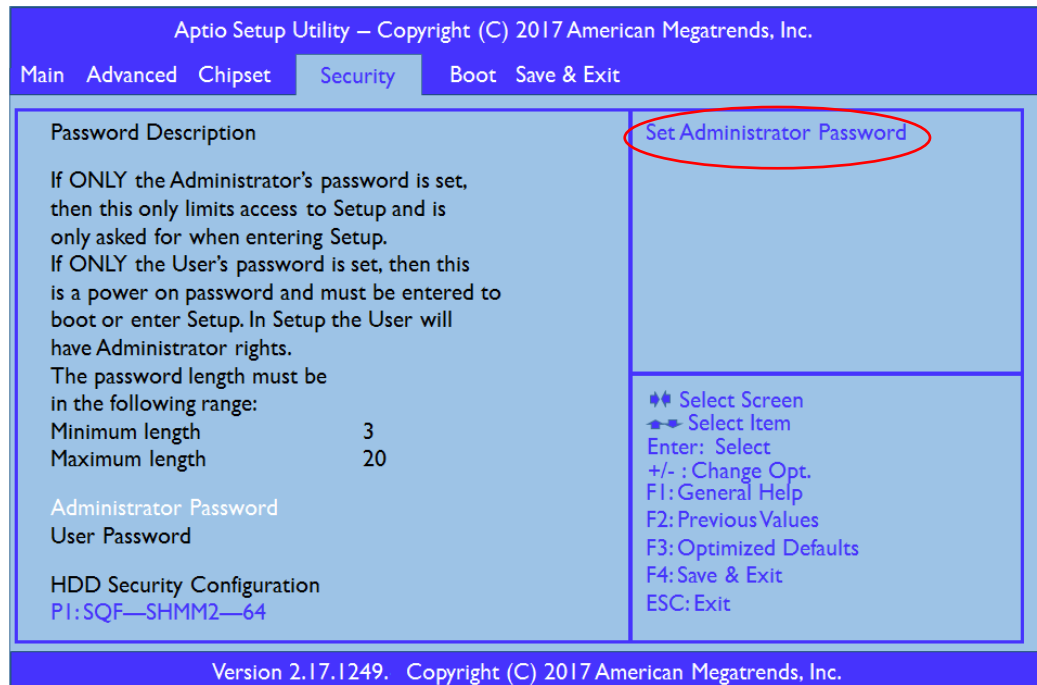 Aptio Setup Utility – Copyright (C) 2017 American Megatrends, Inc.
Main Advanced Chipset Security Boot Save & Exit
Password Description
If ONLY the Administrator's password is set,
then this only limits access to Setup and is
only asked for when entering Setup.
If ONLY the User's password is set, then this
is a power on password and must be entered to
boot or enter Setup. In Setup the User will
have Administrator rights.
The password length must be
in the following range:
Minimum length 3
Maximum length 20
Administrator Password
User Password
HDD Security Configuration
P1:SQF—SHMM2—64
Set Administrator Password
Select Screen
Select Item
Enter: Select
+/- : Change Opt.
F1: General Help
F2: Previous Values
F3: Optimized Defaults
F4: Save & Exit
ESC: Exit
Version 2.17.1249. Copyright (C) 2017 American Megatrends, Inc.